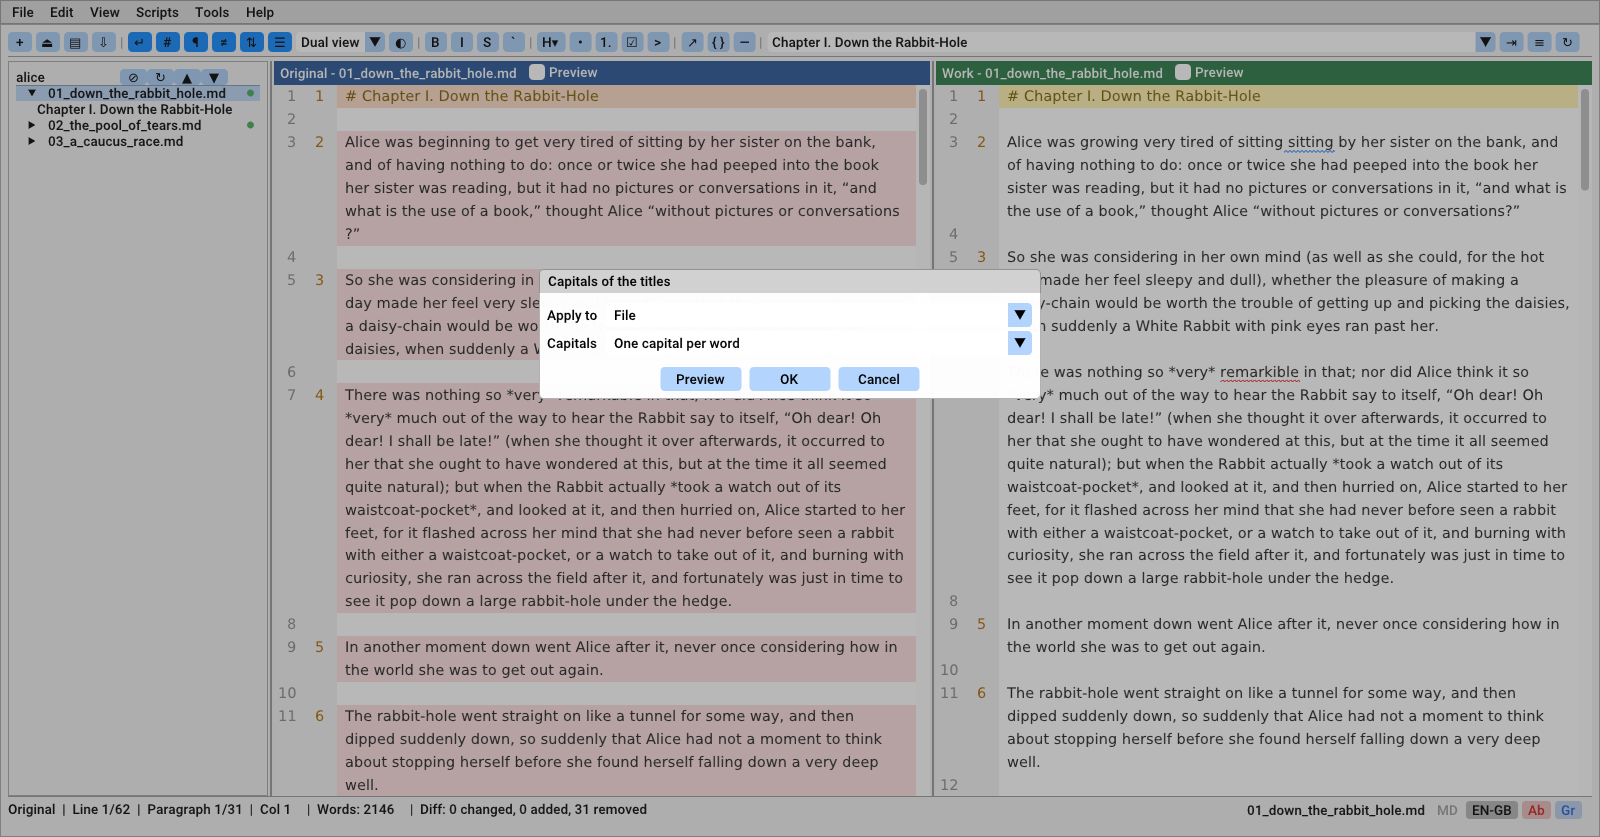 File Edit View Scripts Tools Help
+ | ↵ # ¶ ≠ ⇅ ☰ Dual view | B I S ` | H▾ • 1. ☑ > | ↗ { } — Chapter I. Down the Rabbit-Hole
alice
01_down_the_rabbit_hole.md
Chapter I. Down the Rabbit-Hole
02_the_pool_of_tears.md
03_a_caucus_race.md
Original - 01_down_the_rabbit_hole.md Preview
1 1 # Chapter I. Down the Rabbit-Hole
2
3 2 Alice was beginning to get very tired of sitting by her sister on the bank,
and of having nothing to do: once or twice she had peeped into the book
her sister was reading, but it had no pictures or conversations in it, “and
what is the use of a book,” thought Alice “without pictures or conversations
?”
4
5 3 So she was considering in
day made her feel very sle
a daisy-chain would be wo
daisies, when suddenly a W
6
7 4 There was nothing so *very* remarkable in that; nor did Alice think it so
*very* much out of the way to hear the Rabbit say to itself, “Oh dear! Oh
dear! I shall be late!” (when she thought it over afterwards, it occurred to
her that she ought to have wondered at this, but at the time it all seemed
quite natural); but when the Rabbit actually *took a watch out of its
waistcoat-pocket*, and looked at it, and then hurried on, Alice started to her
feet, for it flashed across her mind that she had never before seen a rabbit
with either a waistcoat-pocket, or a watch to take out of it, and burning with
curiosity, she ran across the field after it, and fortunately was just in time to
see it pop down a large rabbit-hole under the hedge.
8
9 5 In another moment down went Alice after it, never once considering how in
the world she was to get out again.
10
11 6 The rabbit-hole went straight on like a tunnel for some way, and then
dipped suddenly down, so suddenly that Alice had not a moment to think
about stopping herself before she found herself falling down a very deep
well.
Work - 01_down_the_rabbit_hole.md Preview
1 1 # Chapter I. Down the Rabbit-Hole
2
3 2 Alice was growing very tired of sitting sitting by her sister on the bank, and
of having nothing to do: once or twice she had peeped into the book her
sister was reading, but it had no pictures or conversations in it, “and what is
the use of a book,” thought Alice “without pictures or conversations?”
4
5 3 So she was considering in her own mind (as well as she could, for the hot
made her feel sleepy and dull), whether the pleasure of making a
y-chain would be worth the trouble of getting up and picking the daisies,
suddenly a White Rabbit with pink eyes ran past her.
was nothing so *very* remarkible in that; nor did Alice think it so
*very* much out of the way to hear the Rabbit say to itself, “Oh dear! Oh
dear! I shall be late!” (when she thought it over afterwards, it occurred to
her that she ought to have wondered at this, but at the time it all seemed
quite natural); but when the Rabbit actually *took a watch out of its
waistcoat-pocket*, and looked at it, and then hurried on, Alice started to her
feet, for it flashed across her mind that she had never before seen a rabbit
with either a waistcoat-pocket, or a watch to take out of it, and burning with
curiosity, she ran across the field after it, and fortunately was just in time to
see it pop down a large rabbit-hole under the hedge.
8
9 5 In another moment down went Alice after it, never once considering how in
the world she was to get out again.
10
11 6 The rabbit-hole went straight on like a tunnel for some way, and then
dipped suddenly down, so suddenly that Alice had not a moment to think
about stopping herself before she found herself falling down a very deep
well.
12
Capitals of the titles
Apply to File
Capitals One capital per word
Preview OK Cancel
Original | Line 1/62 | Paragraph 1/31 | Col 1 | Words: 2146 | Diff: 0 changed, 0 added, 31 removed
01_down_the_rabbit_hole.md MD EN-GB Ab Gr